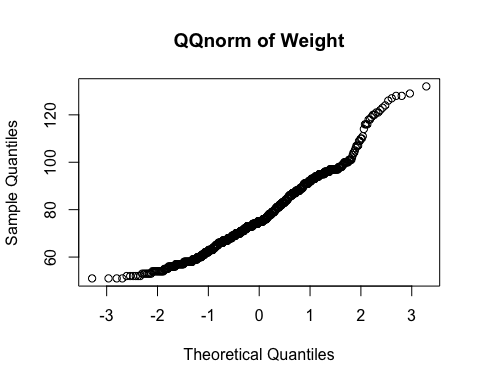 QQnorm of Weight
Sample Quantiles
120
100
80
60
-3 -2 -1 0 1 2 3
Theoretical Quantiles